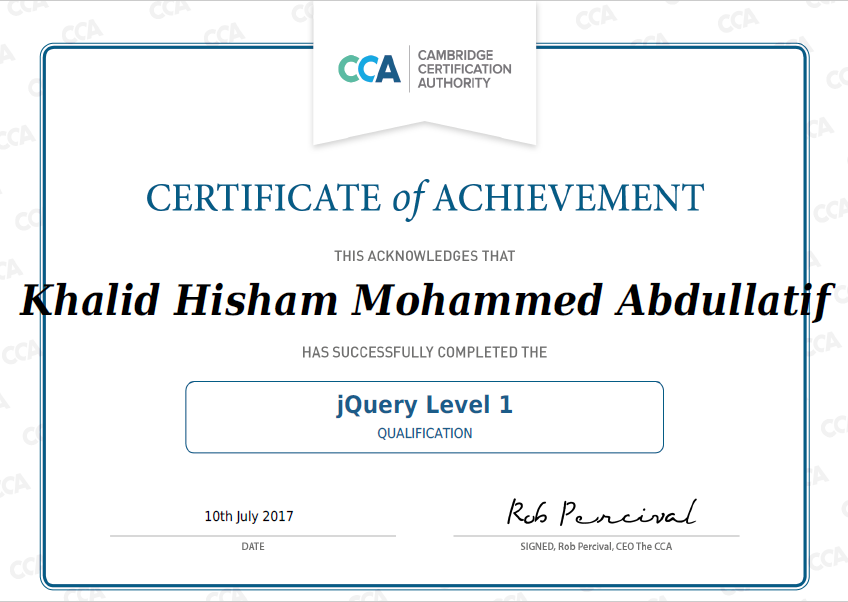 CCA
CAMBRIDGE
CERTIFICATION
AUTHORITY
CERTIFICATE of ACHIEVEMENT
THIS ACKNOWLEDGES THAT
Khalid Hisham Mohammed Abdullatif
HAS SUCCESSFULLY COMPLETED THE
jQuery Level 1
QUALIFICATION
10th July 2017
Rob Percival
DATE
SIGNED, Rob Percival, CEO The CCA